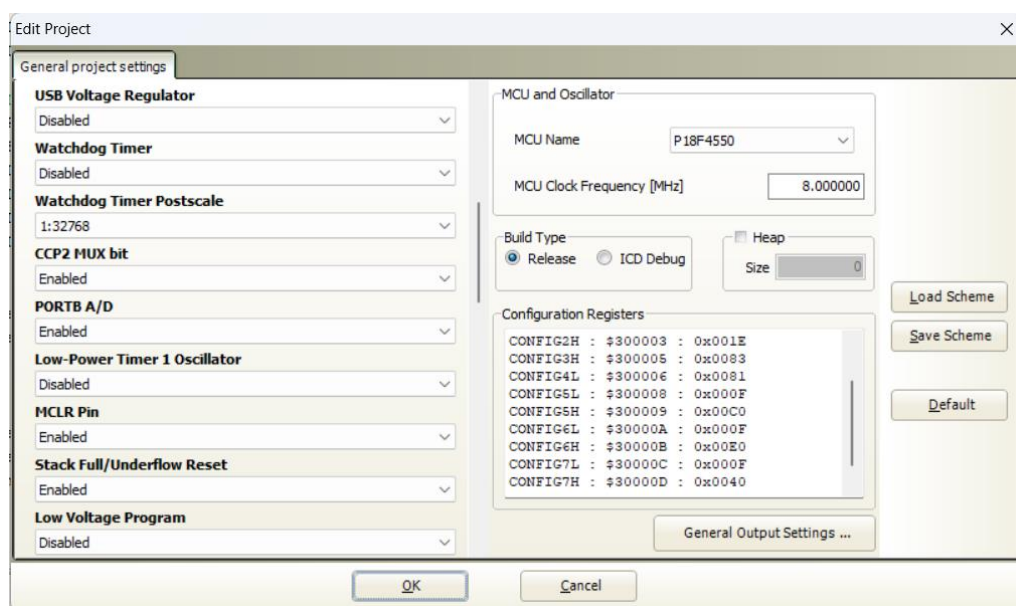 Edit Project
General project settings
USB Voltage Regulator
Disabled
Watchdog Timer
Disabled
Watchdog Timer Postscale
1:32768
CCP2 MUX bit
Enabled
PORTB A/D
Enabled
Low-Power Timer 1 Oscillator
Disabled
MCLR Pin
Enabled
Stack Full/Underflow Reset
Enabled
Low Voltage Program
Disabled
MCU and Oscillator
MCU Name P18F4550
MCU Clock Frequency [MHz] 8.000000
Build Type
Release ICD Debug
Heap
Size 0
Configuration Registers
CONFIG2H : $300003 : 0x001E
CONFIG3H : $300005 : 0x0083
CONFIG4L : $300006 : 0x0081
CONFIG5L : $300008 : 0x000F
CONFIG5H : $300009 : 0x00C0
CONFIG6L : $30000A : 0x000F
CONFIG6H : $30000B : 0x00E0
CONFIG7L : $30000C : 0x000F
CONFIG7H : $30000D : 0x0040
General Output Settings ...
Load Scheme
Save Scheme
Default
OK
Cancel